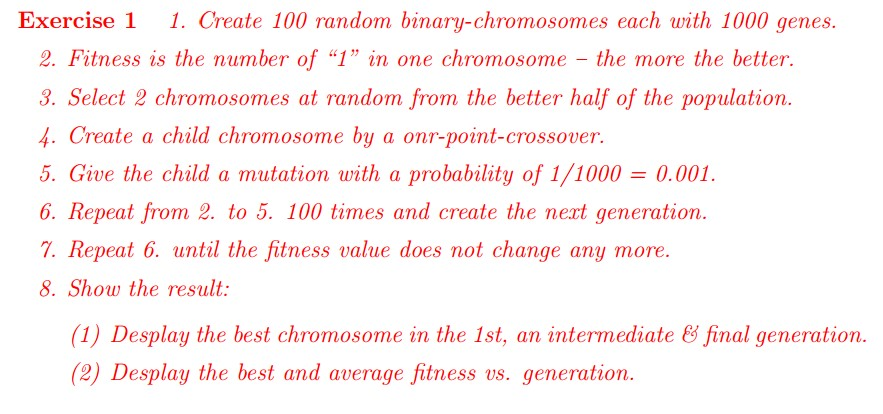 Exercise 1 1. Create 100 random binary-chromosomes each with 1000 genes.
2. Fitness is the number of “1” in one chromosome – the more the better.
3. Select 2 chromosomes at random from the better half of the population.
4. Create a child chromosome by a onr-point-crossover.
5. Give the child a mutation with a probability of 1/1000 = 0.001.
6. Repeat from 2. to 5. 100 times and create the next generation.
7. Repeat 6. until the fitness value does not change any more.
8. Show the result:
(1) Desplay the best chromosome in the 1st, an intermediate & final generation.
(2) Desplay the best and average fitness vs. generation.